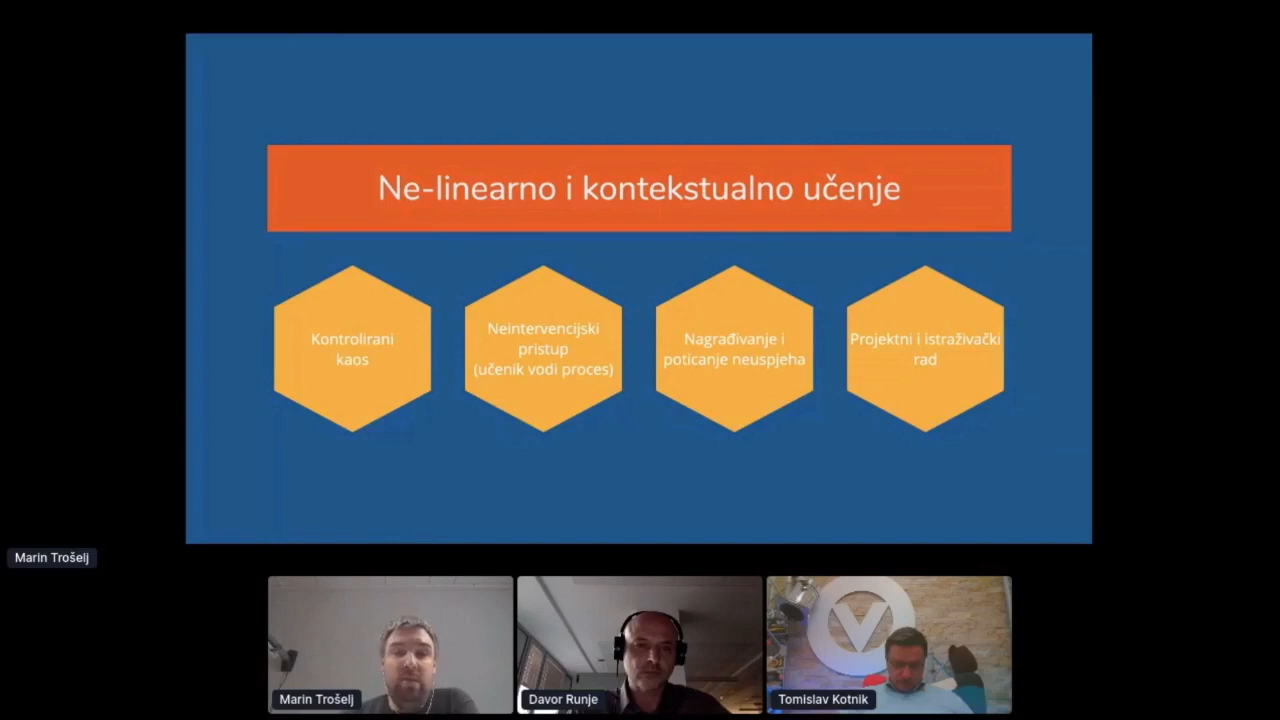 Ne-linearno i kontekstualno učenje
Kontrolirani
kaos
Neintervencijski
pristup
(učenik vodi proces)
Nagrađivanje i
poticanje neuspjeha
Projektni i istraživački
rad
Marin Trošelj
Marin Trošelj
Davor Runje
Tomislav Kotnik